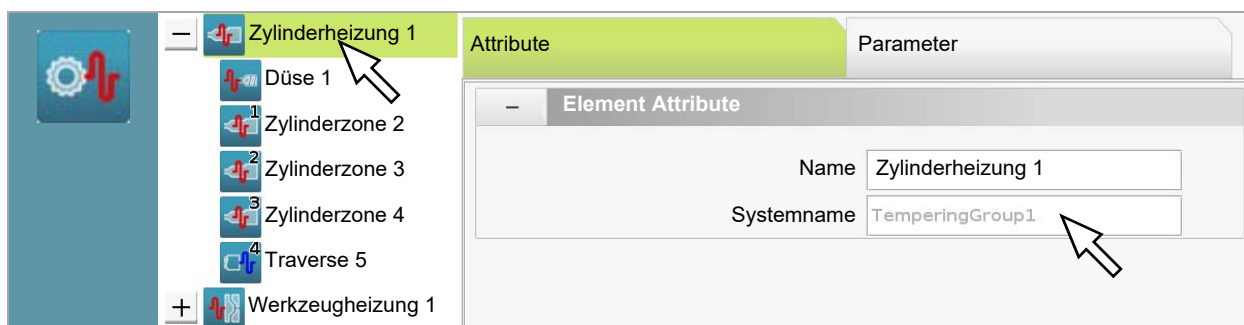 Zylinderheizung 1
Düse 1
1
Zylinderzone 2
2
Zylinderzone 3
3
Zylinderzone 4
4
Traverse 5
Werkzeugheizung 1
Attribute
Parameter
Element Attribute
Name Zylinderheizung 1
Systemname TemperingGroup1